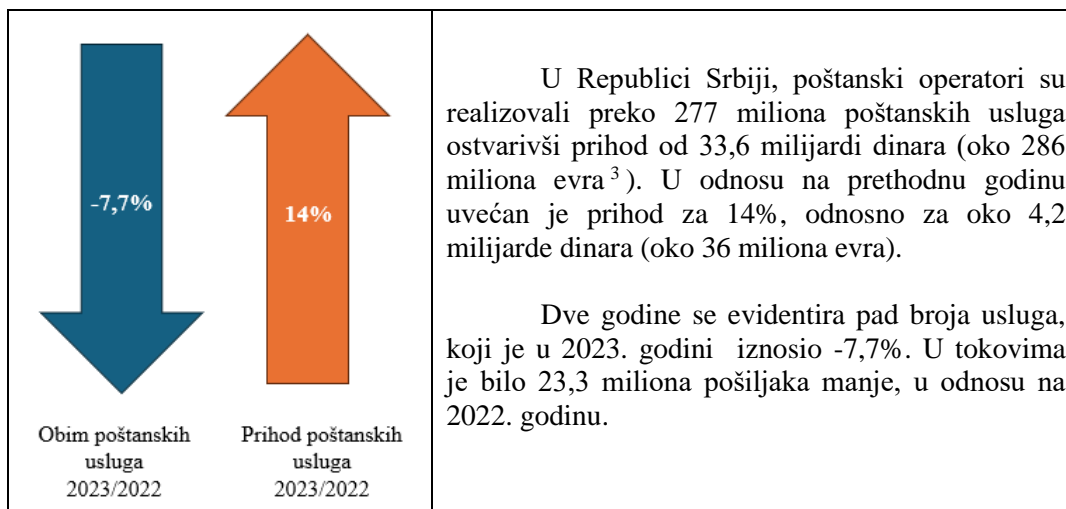 -7,7%
14%
Obim poštanskih
usluga
2023/2022
Prihod poštanskih
usluga
2023/2022
U Republici Srbiji, poštanski operatori su
realizovali preko 277 miliona poštanskih usluga
ostvarivši prihod od 33,6 milijardi dinara (oko 286
miliona evra 3 ). U odnosu na prethodnu godinu
uvećan je prihod za 14%, odnosno za oko 4,2
milijarde dinara (oko 36 miliona evra).
Dve godine se evidentira pad broja usluga,
koji je u 2023. godini iznosio -7,7%. U tokovima
je bilo 23,3 miliona pošiljaka manje, u odnosu na
2022. godinu.